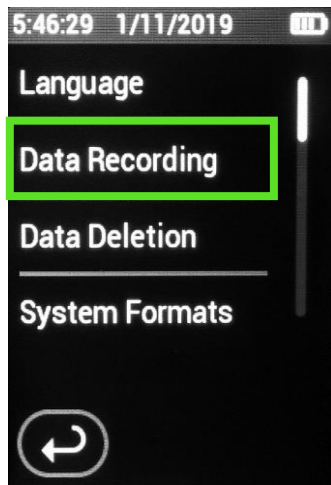 5:46:29 1/11/2019
Language
Data Recording
Data Deletion
System Formats